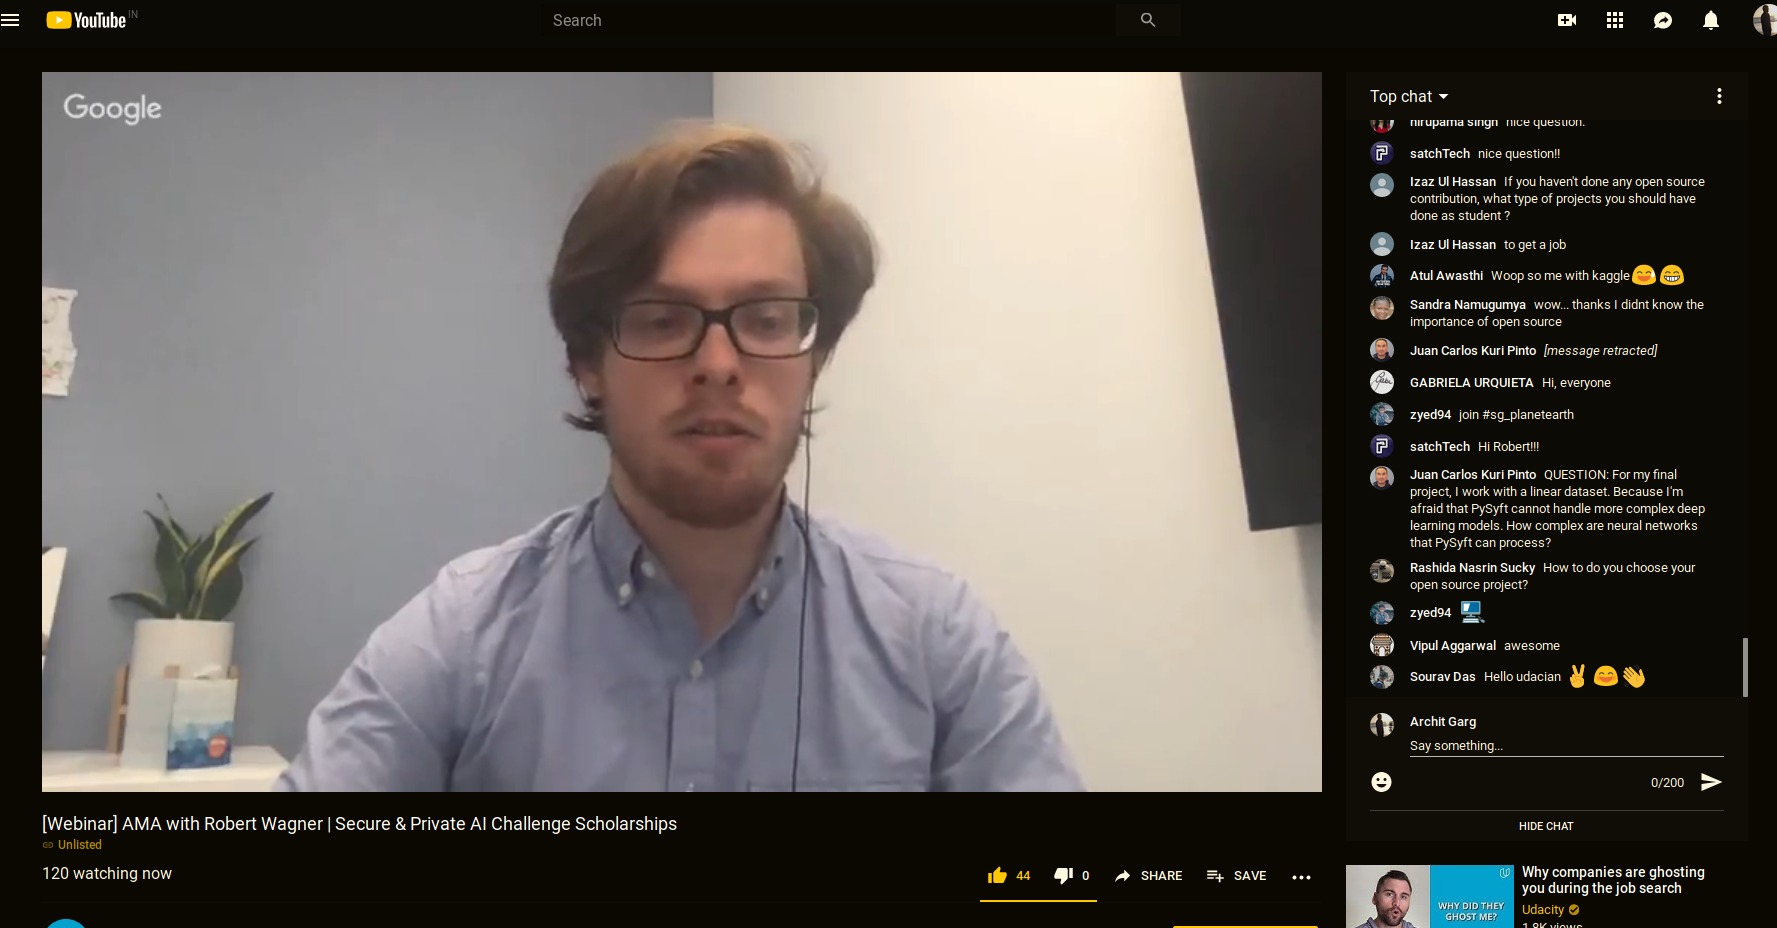 YouTube IN
Search
Google
Top chat
nirupama singh nice question.
satchTech nice question!!
Izaz Ul Hassan If you haven't done any open source
contribution, what type of projects you should have
done as student ?
Izaz Ul Hassan to get a job
Atul Awasthi Woop so me with kaggle
Sandra Namugumya wow... thanks I didnt know the
importance of open source
Juan Carlos Kuri Pinto [message retracted]
GABRIELA URQUIETA Hi, everyone
zyed94 join #sg_planetearth
satchTech Hi Robert!!!
Juan Carlos Kuri Pinto QUESTION: For my final
project, I work with a linear dataset. Because I'm
afraid that PySyft cannot handle more complex deep
learning models. How complex are neural networks
that PySyft can process?
Rashida Nasrin Sucky How to do you choose your
open source project?
zyed94
Vipul Aggarwal awesome
Sourav Das Hello udacian ✌😊👋
Archit Garg
Say something...
0/200
HIDE CHAT
[Webinar] AMA with Robert Wagner | Secure & Private AI Challenge Scholarships
Unlisted
120 watching now
44
0
SHARE
SAVE
WHY DID THEY
GHOST ME?
Why companies are ghosting
you during the job search
Udacity
1.8K views